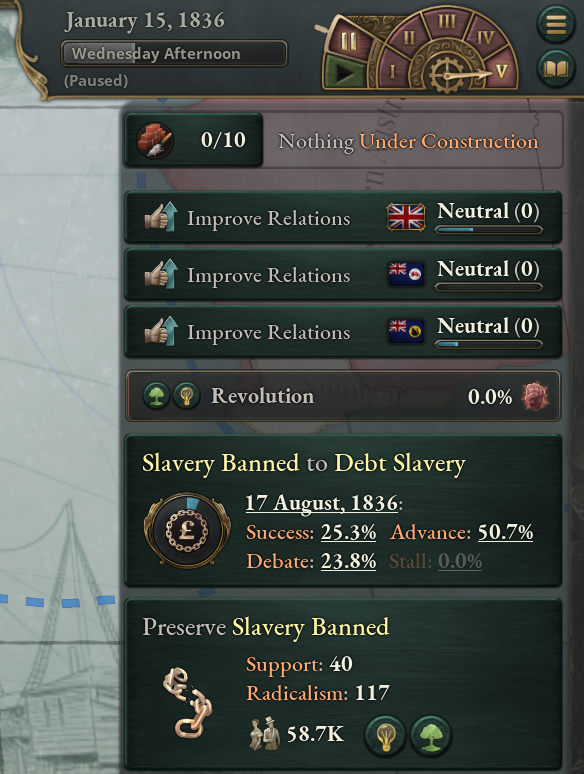 January 15, 1836
Wednesday Afternoon
(Paused)
I II III IV V
0/10 Nothing Under Construction
Improve Relations Neutral (0)
Improve Relations Neutral (0)
Improve Relations Neutral (0)
Revolution 0.0%
Slavery Banned to Debt Slavery
£
17 August, 1836:
Success: 25.3% Advance: 50.7%
Debate: 23.8% Stall: 0.0%
Preserve Slavery Banned
Support: 40
Radicalism: 117
58.7K